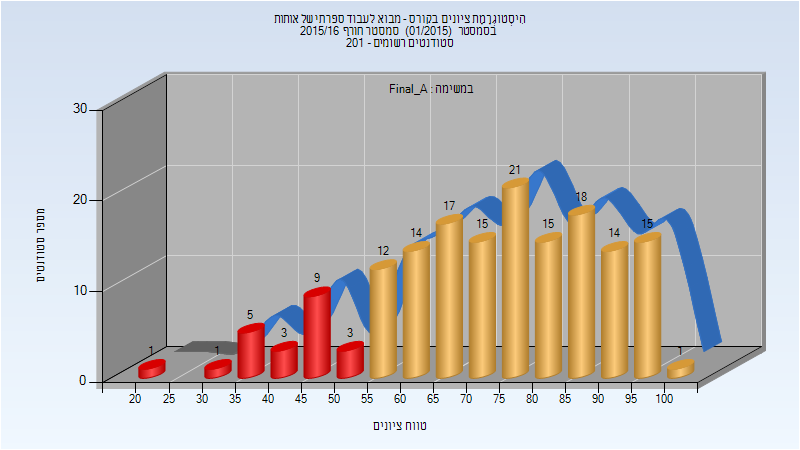 היסטוגרמת ציונים בקורס - מבוא לעבוד ספרתי של אותות
בסמסטר (01/2015) סמסטר חורף 2015/16
סטודנטים רשומים - 201
במשימה : Final_A
30
20
10
0
מספר סטודנטים
1
1
5
3
9
3
12
14
17
15
21
15
18
14
15
1
20 25 30 35 40 45 50 55 60 65 70 75 80 85 90 95 100
טווח ציונים